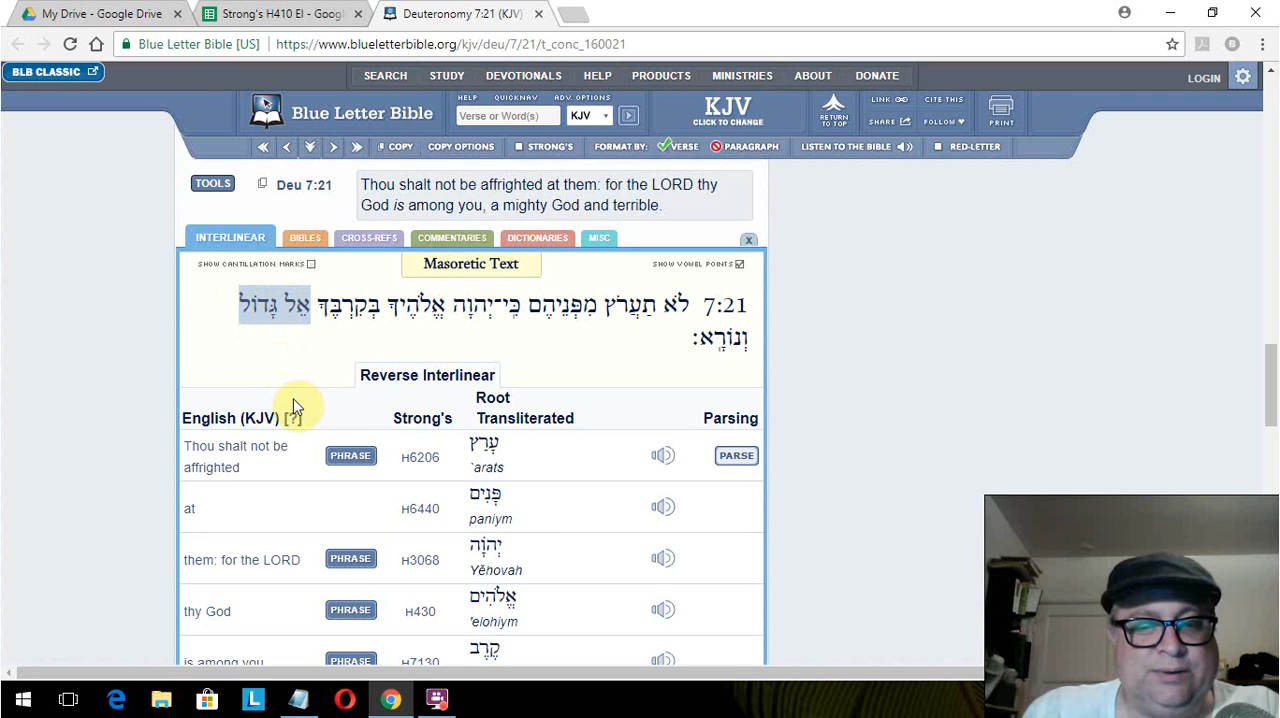 My Drive - Google Drive
Strong's H410 El - Goog
Deuteronomy 7:21 (KJV)
Blue Letter Bible [US]
https://www.blueletterbible.org/kjv/deu/7/21/t_conc_160021
BLB CLASSIC
SEARCH STUDY DEVOTIONALS HELP PRODUCTS MINISTRIES ABOUT DONATE
LOGIN
Blue Letter Bible
HELP QUICKNAV ADV. OPTIONS
Verse or Word(s) KJV
KJV
CLICK TO CHANGE
RETURN
TO TOP
LINK CITE THIS
SHARE FOLLOW
PRINT
COPY COPY OPTIONS STRONG'S FORMAT BY: VERSE PARAGRAPH LISTEN TO THE BIBLE RED-LETTER
TOOLS Deu 7:21
Thou shalt not be affrighted at them: for the LORD thy
God is among you, a mighty God and terrible.
INTERLINEAR BIBLES CROSS-REFS COMMENTARIES DICTIONARIES MISC x
SHOW CANTILLATION MARKS Masoretic Text SHOW VOWEL POINTS
7:21 לֹא תַעֲרֹץ מִפְּנֵיהֶם כִּי־יְהוָה אֱלֹהֶיךָ בְּקִרְבֶּךָ אֵל גָּדוֹל
וְנוֹרָא׃
Reverse Interlinear
English (KJV) [?] Strong's Root Transliterated Parsing
Thou shalt not be affrighted PHRASE H6206 עָרַץ `arats PARSE
at H6440 פָּנִים paniym
them: for the LORD PHRASE H3068 יְהֹוָה Yĕhovah
thy God PHRASE H430 אֱלֹהִים 'elohiym
is among you PHRASE H7130 קֶרֶב